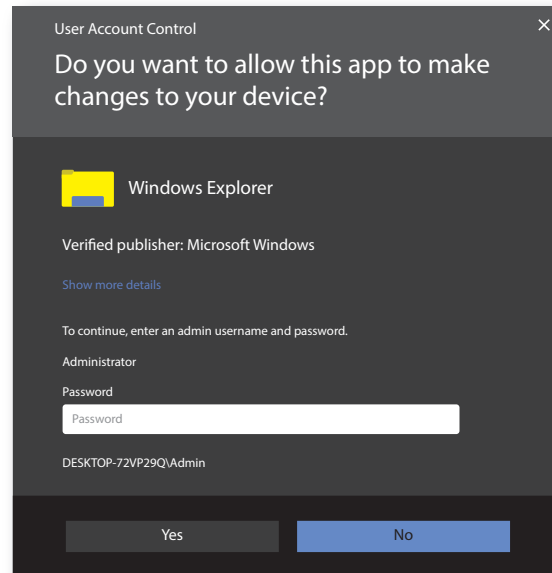 User Account Control
Do you want to allow this app to make
changes to your device?
Windows Explorer
Verified publisher: Microsoft Windows
Show more details
To continue, enter an admin username and password.
Administrator
Password
Password
DESKTOP-72VP29Q\Admin
Yes
No